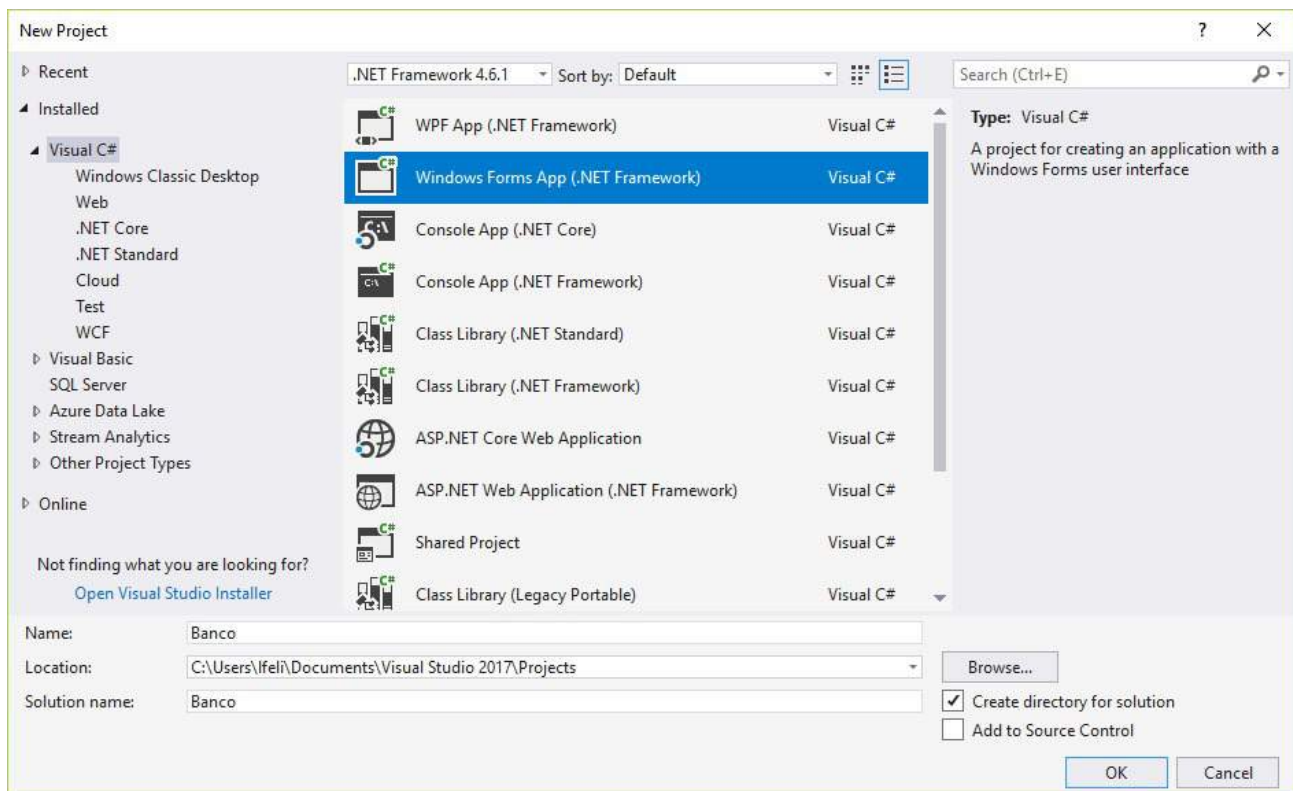 New Project
? ×
Recent
.NET Framework 4.6.1 Sort by: Default
Search (Ctrl+E)
Installed
Visual C#
Windows Classic Desktop
Web
.NET Core
.NET Standard
Cloud
Test
WCF
Visual Basic
SQL Server
Azure Data Lake
Stream Analytics
Other Project Types
Online
Not finding what you are looking for?
Open Visual Studio Installer
WPF App (.NET Framework) Visual C#
Windows Forms App (.NET Framework) Visual C#
Console App (.NET Core) Visual C#
Console App (.NET Framework) Visual C#
Class Library (.NET Standard) Visual C#
Class Library (.NET Framework) Visual C#
ASP.NET Core Web Application Visual C#
ASP.NET Web Application (.NET Framework) Visual C#
Shared Project Visual C#
Class Library (Legacy Portable) Visual C#
Type: Visual C#
A project for creating an application with a
Windows Forms user interface
Name: Banco
Location: C:\Users\lfeli\Documents\Visual Studio 2017\Projects
Browse...
Solution name: Banco
Create directory for solution
Add to Source Control
OK Cancel